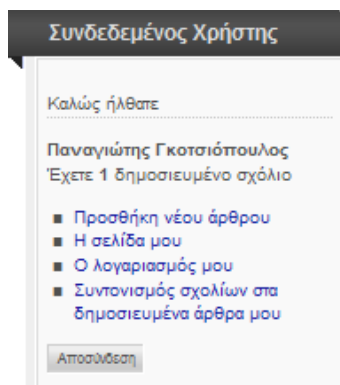 Συνδεδεμένος Χρήστης
Καλώς ήλθατε
Παναγιώτης Γκοτσιόπουλος
Έχετε 1 δημοσιευμένο σχόλιο
Προσθήκη νέου άρθρου
Η σελίδα μου
Ο λογαριασμός μου
Συντονισμός σχολίων στα
δημοσιευμένα άρθρα μου
Αποσύνδεση